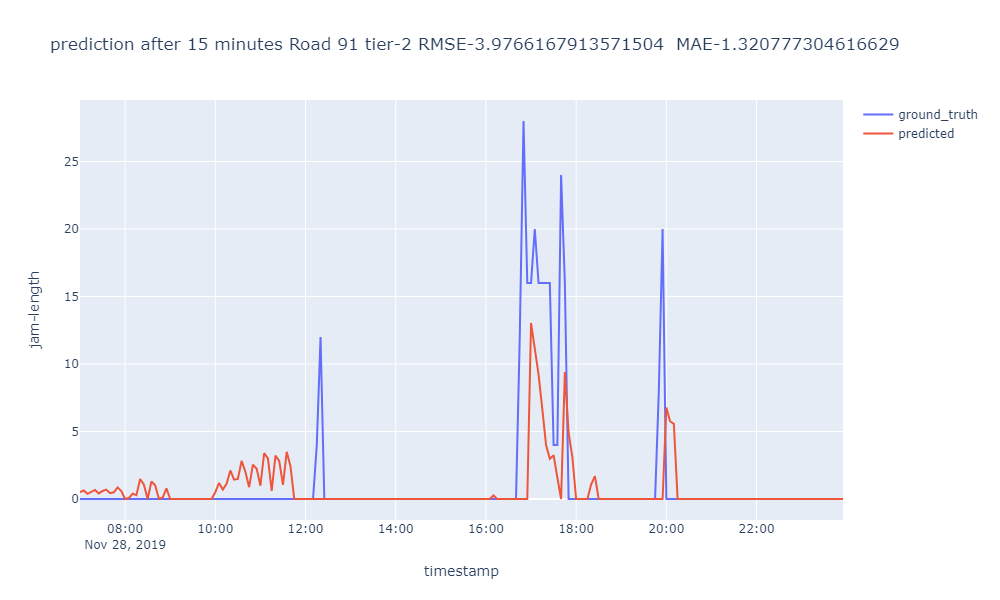 prediction after 15 minutes Road 91 tier-2 RMSE-3.9766167913571504  MAE-1.320777304616629
ground_truth
predicted
25
20
15
10
5
0
jam-length
08:00 10:00 12:00 14:00 16:00 18:00 20:00 22:00
Nov 28, 2019
timestamp